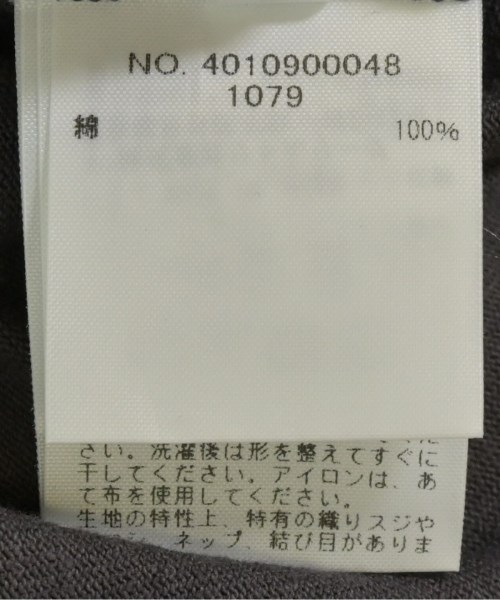 NO. 4010900048
1079
綿 100%
さい。洗濯後は形を整えてすぐに
干してください。アイロンは、あ
て布を使用してください。
生地の特性上、特有の織りスジや
ネップ、結び目がありま